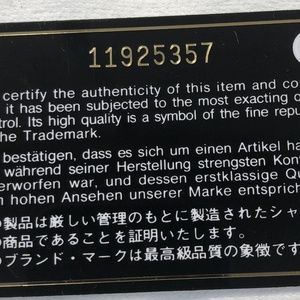 11925357
certify the authenticity of this item and co
it has been subjected to the most exacting c
trol. Its high quality is a symbol of the fine repu
the Trademark.
bestätigen, dass es sich um einen Artikel ha
während seiner Herstellung strengsten Kon
erworfen war, und dessen erstklassige Qu
m hohen Ansehen unserer Marke entsprich
の製品は厳しい管理のもとに製造されたシャ
の商品であることを証明いたします。
のブランド・マークは最高級品質の象徴です